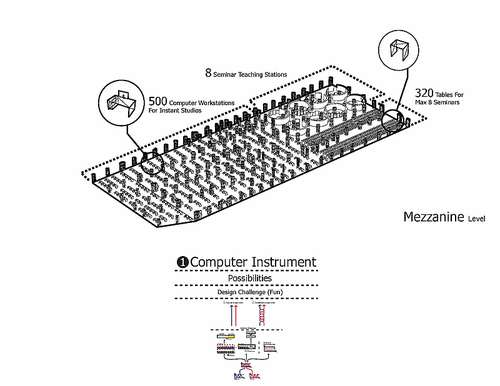 8 Seminar Teaching Stations
500 Computer Workstations
For Instant Studios
320 Tables For
Max 8 Seminars
Mezzanine Level
1 Computer Instrument
Possibilities
Design Challenge (Fun)